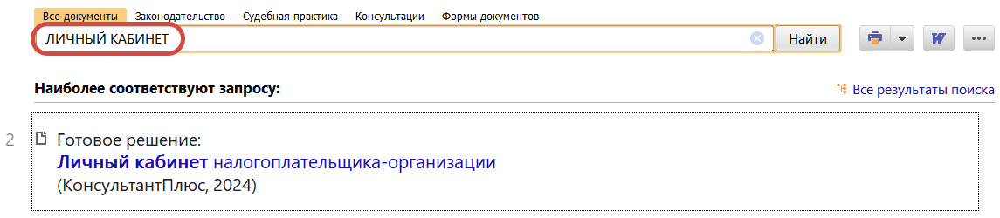 Все документы Законодательство Судебная практика Консультации Формы документов
ЛИЧНЫЙ КАБИНЕТ Найти W
Наиболее соответствуют запросу: Все результаты поиска
2 Готовое решение:
Личный кабинет налогоплательщика-организации
(КонсультантПлюс, 2024)